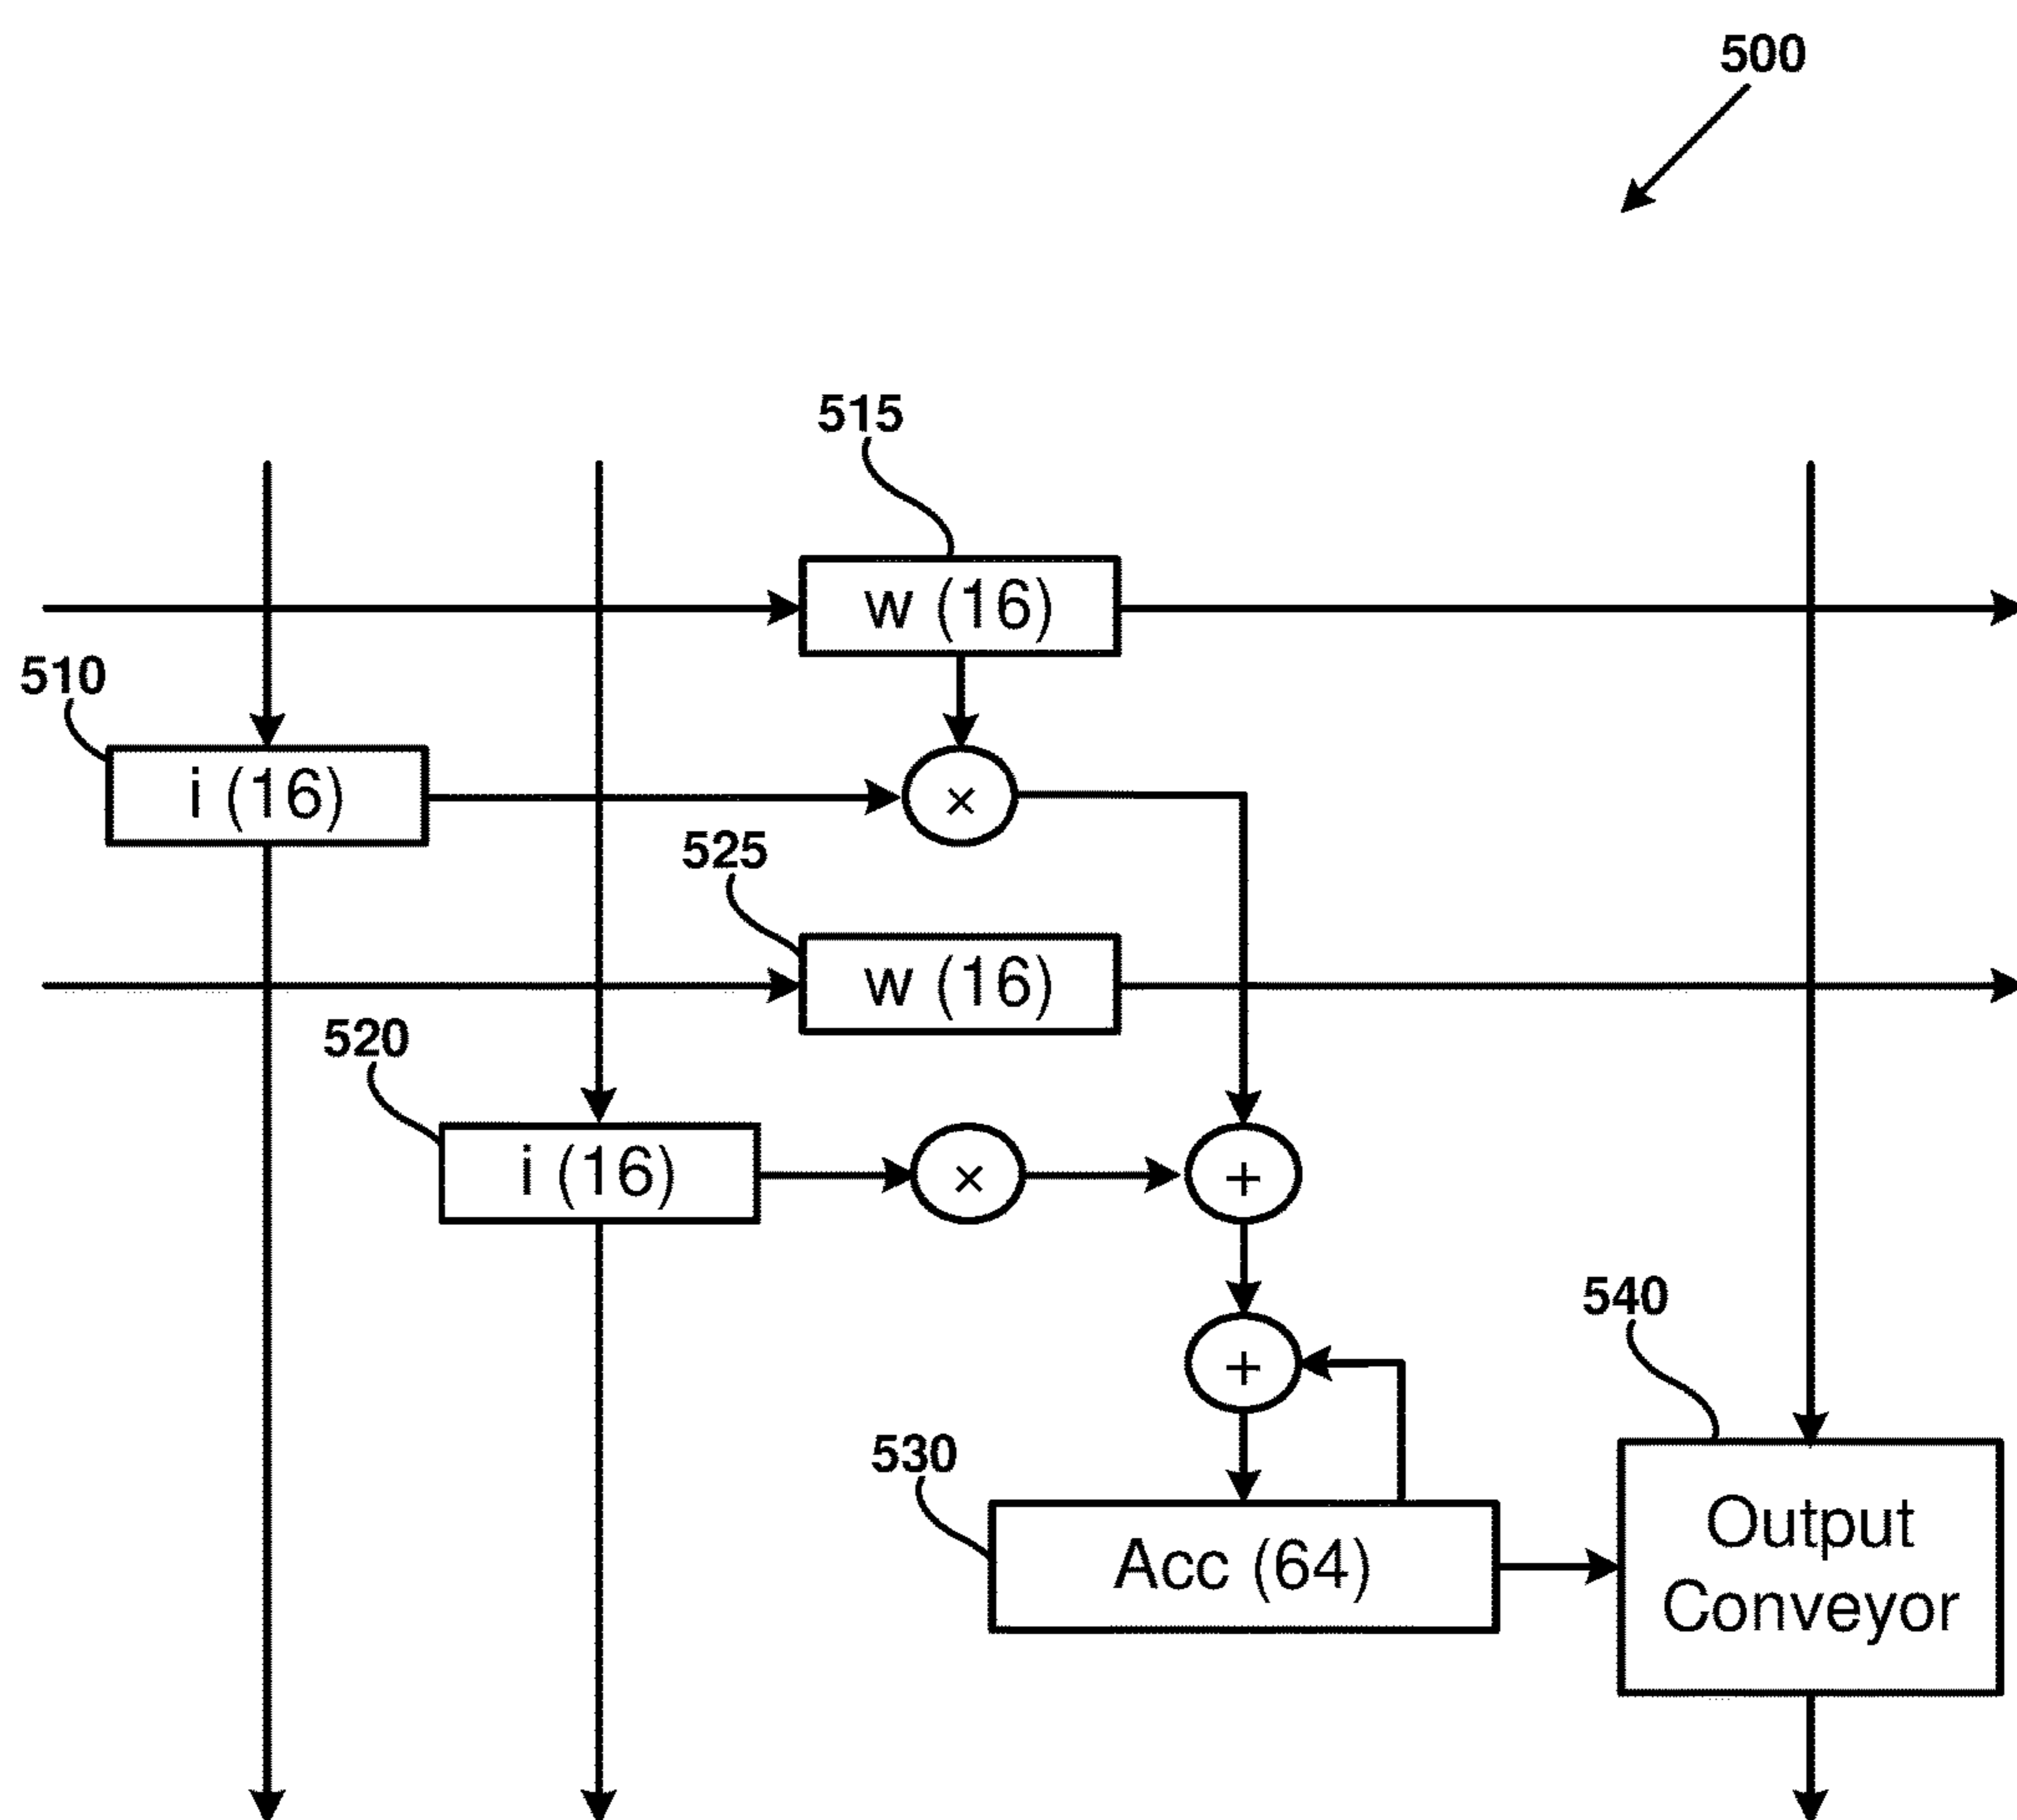 500
515
w (16)
510
i (16)
×
525
w (16)
520
i (16)
×
+
+
540
530
Acc (64)
Output
Conveyor